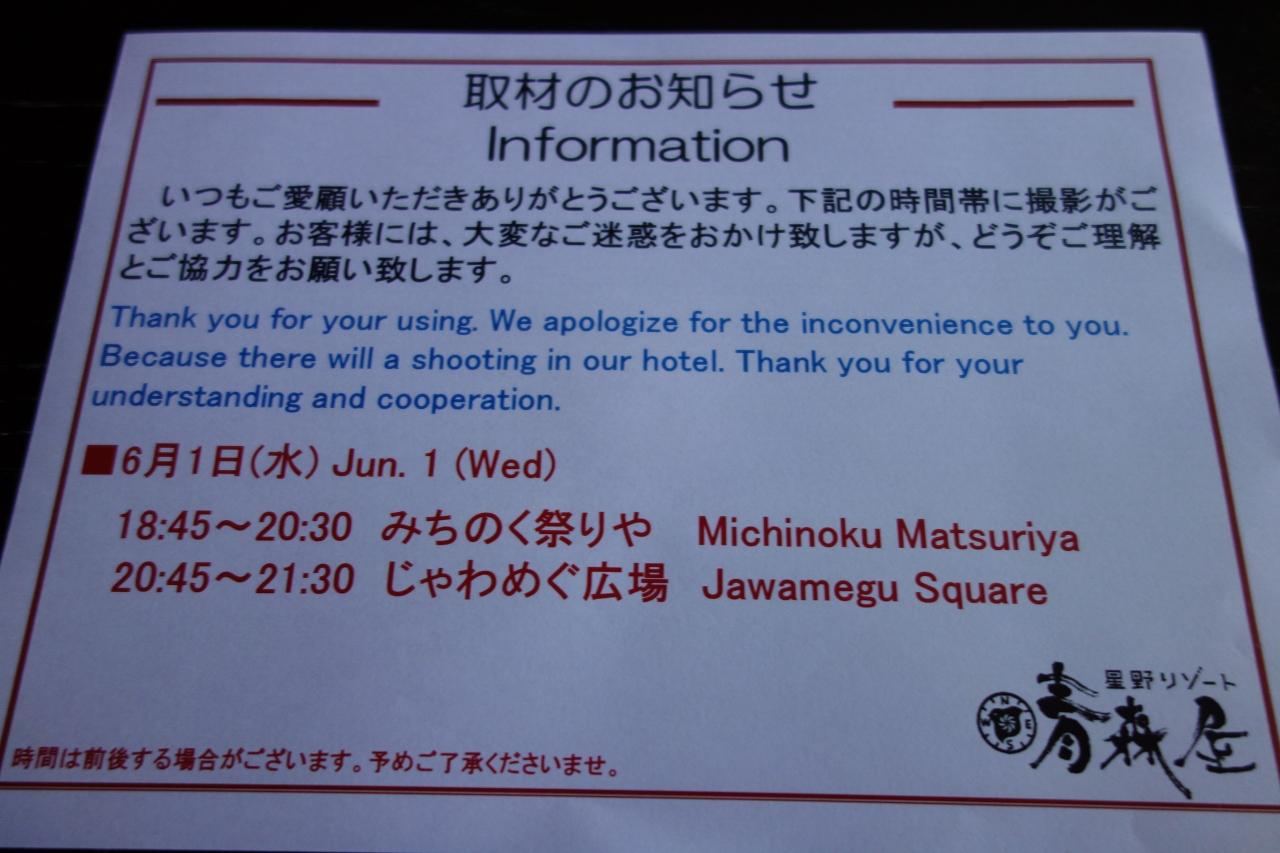 取材のお知らせ
Information
いつもご愛顧いただきありがとうございます。下記の時間帯に撮影がご
ざいます。お客様には、大変なご迷惑をおかけ致しますが、どうぞご理解
とご協力をお願い致します。
Thank you for your using. We apologize for the inconvenience to you.
Because there will a shooting in our hotel. Thank you for your
understanding and cooperation.
■6月1日(水) Jun. 1 (Wed)
18:45～20:30 みちのく祭りや Michinoku Matsuriya
20:45～21:30 じゃわめぐ広場 Jawamegu Square
星野リゾート
青森屋
時間は前後する場合がございます。予めご了承くださいませ。